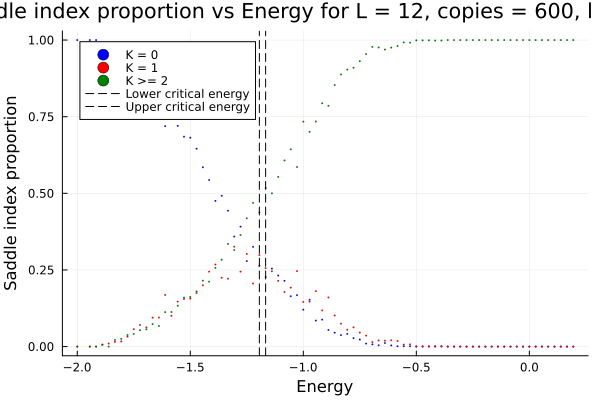 dle index proportion vs Energy for L = 12, copies = 600,
1.00
0.75
0.50
0.25
0.00
Saddle index proportion
K = 0
K = 1
K >= 2
Lower critical energy
Upper critical energy
−2.0 −1.5 −1.0 −0.5 0.0
Energy